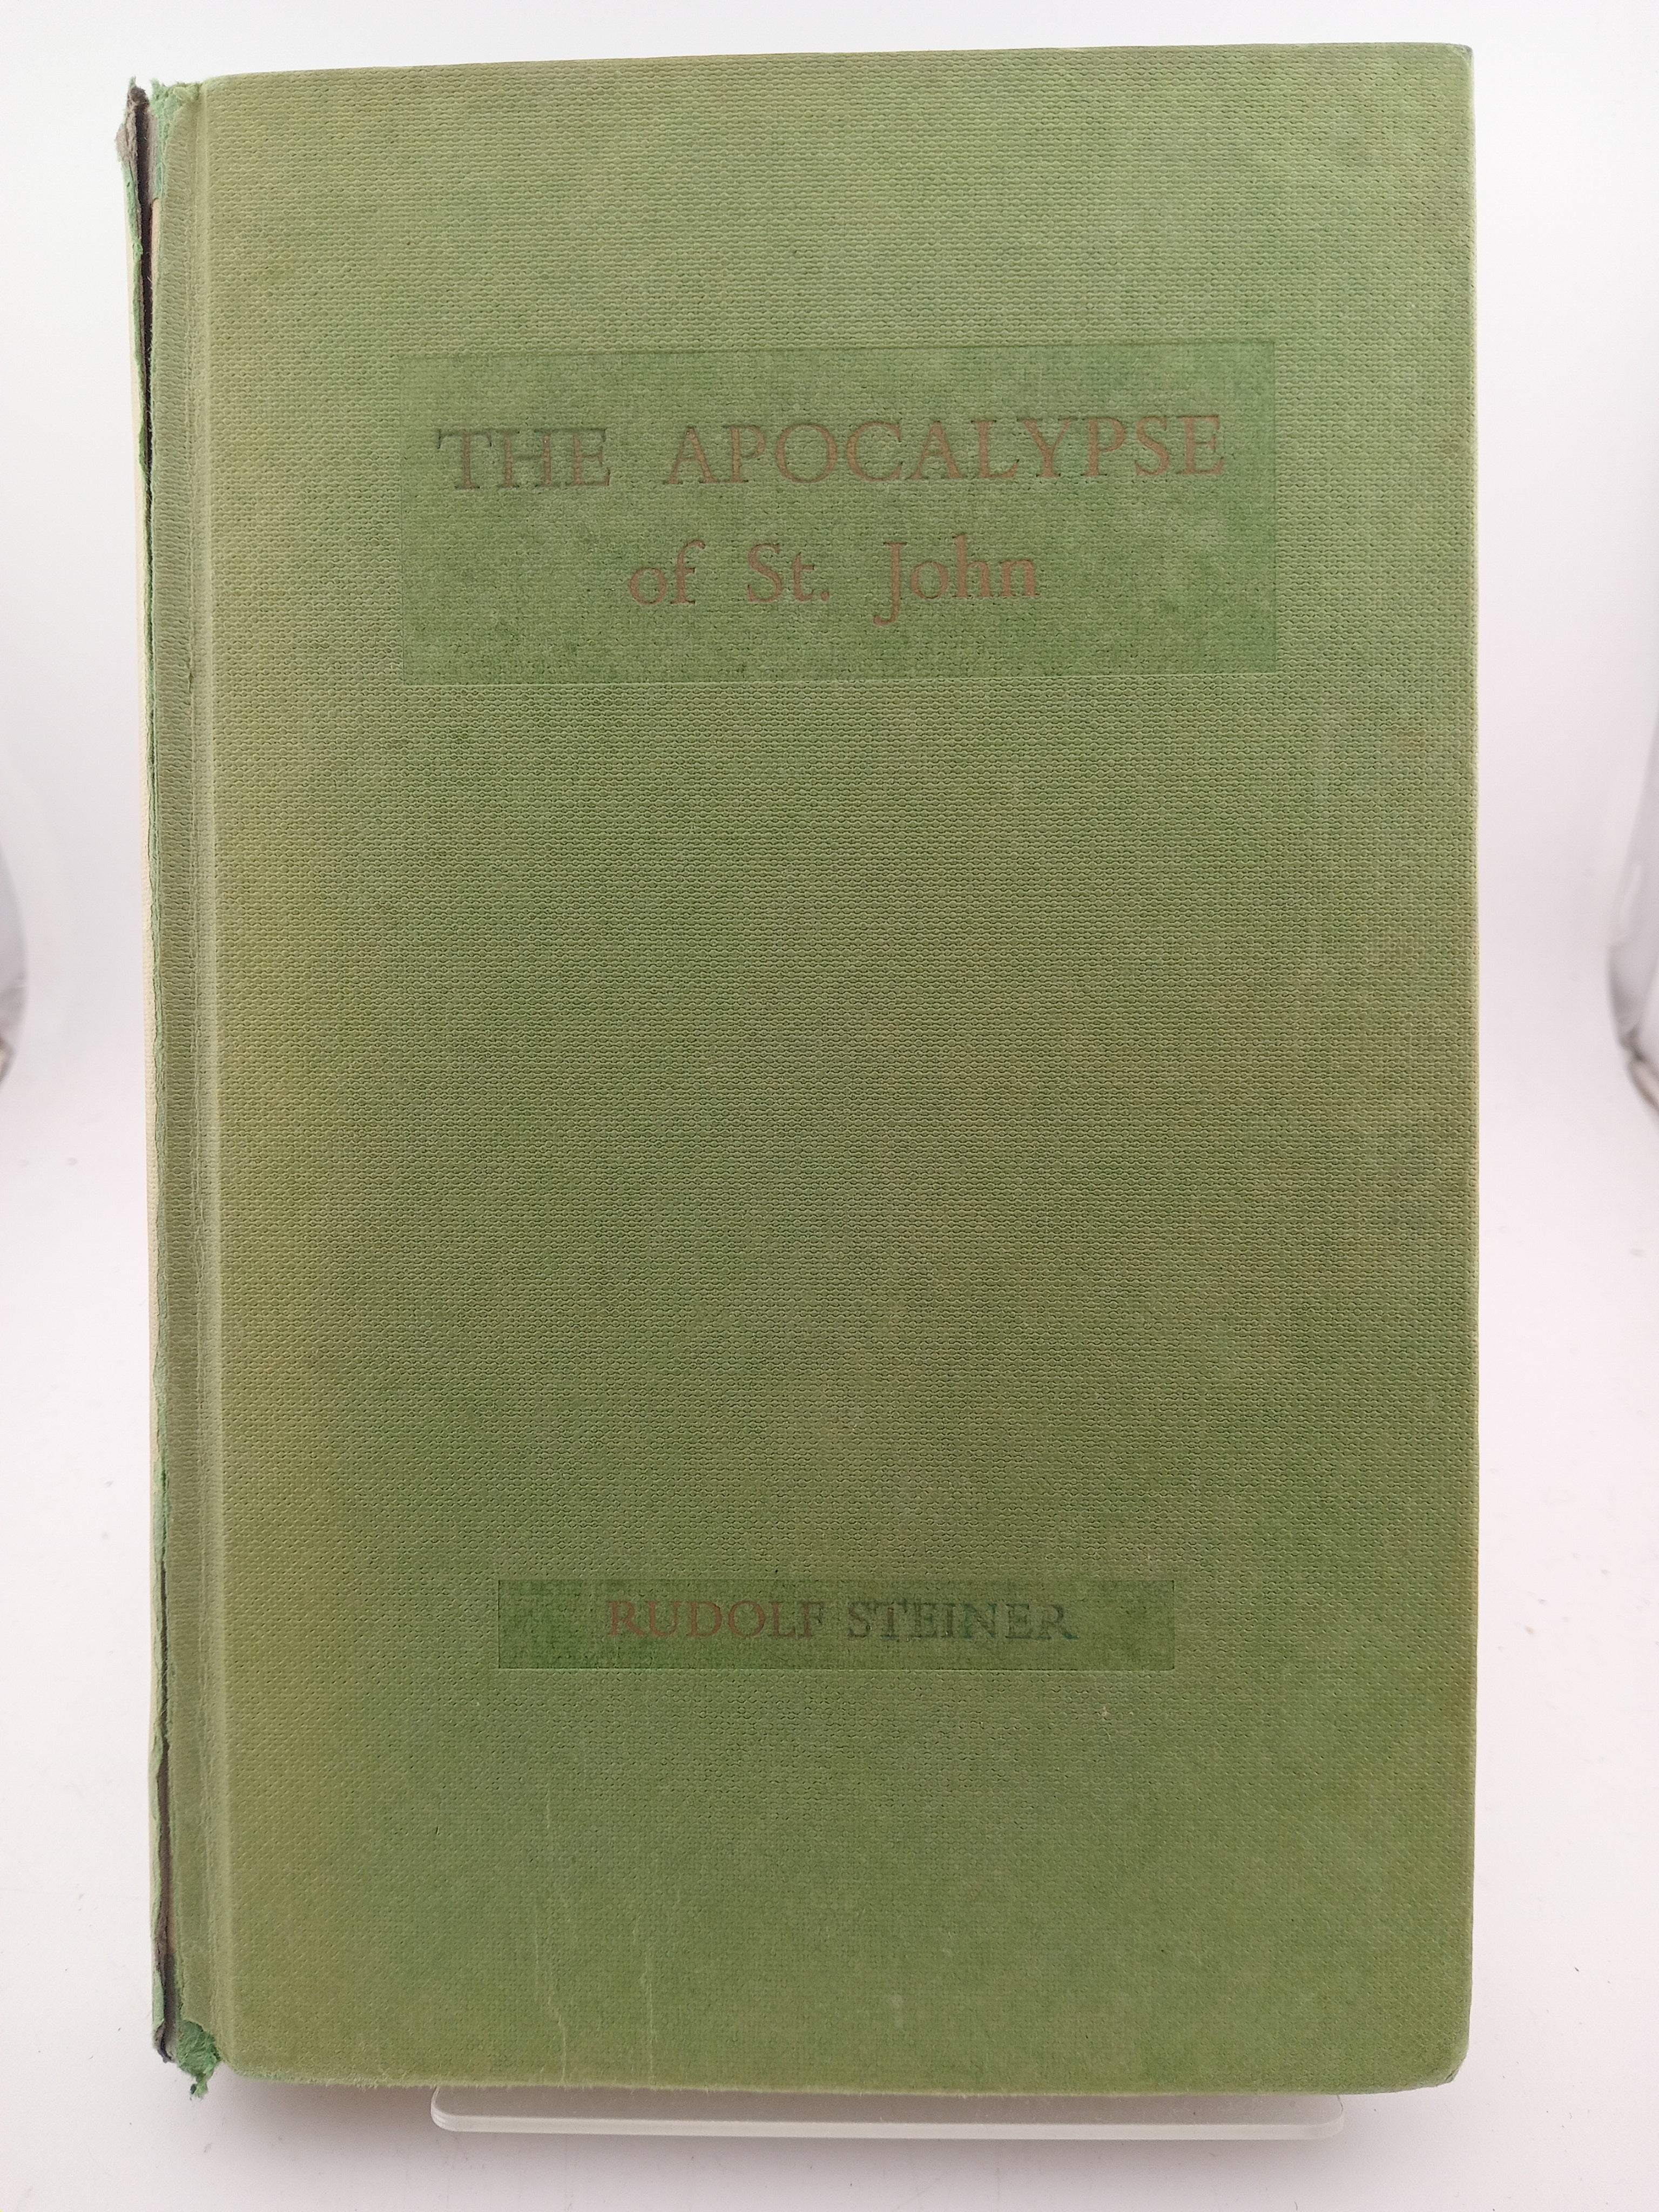 THE APOCALYPSE
of St. John
RUDOLF STEINER